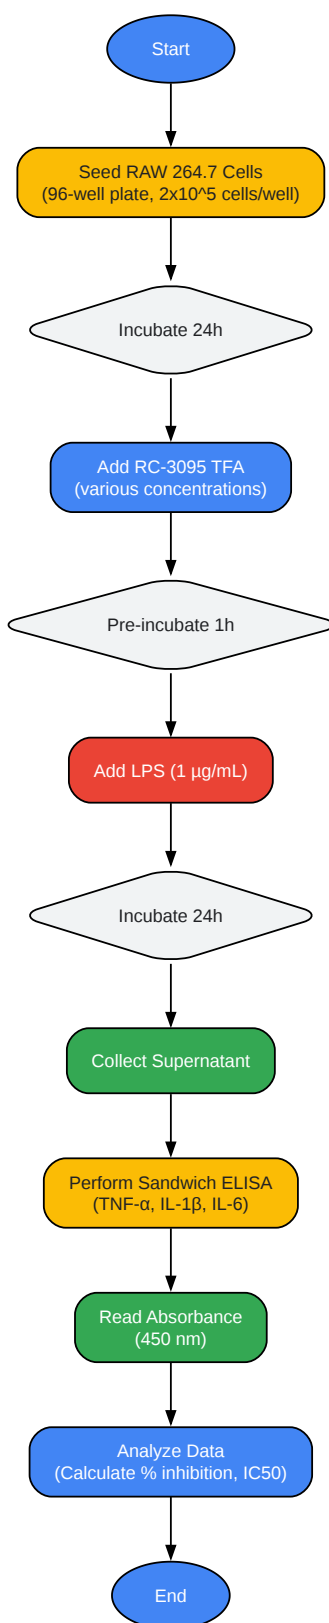 Start
Seed RAW 264.7 Cells
(96-well plate, 2x10^5 cells/well)
Incubate 24h
Add RC-3095 TFA
(various concentrations)
Pre-incubate 1h
Add LPS (1 µg/mL)
Incubate 24h
Collect Supernatant
Perform Sandwich ELISA
(TNF-α, IL-1β, IL-6)
Read Absorbance
(450 nm)
Analyze Data
(Calculate % inhibition, IC50)
End